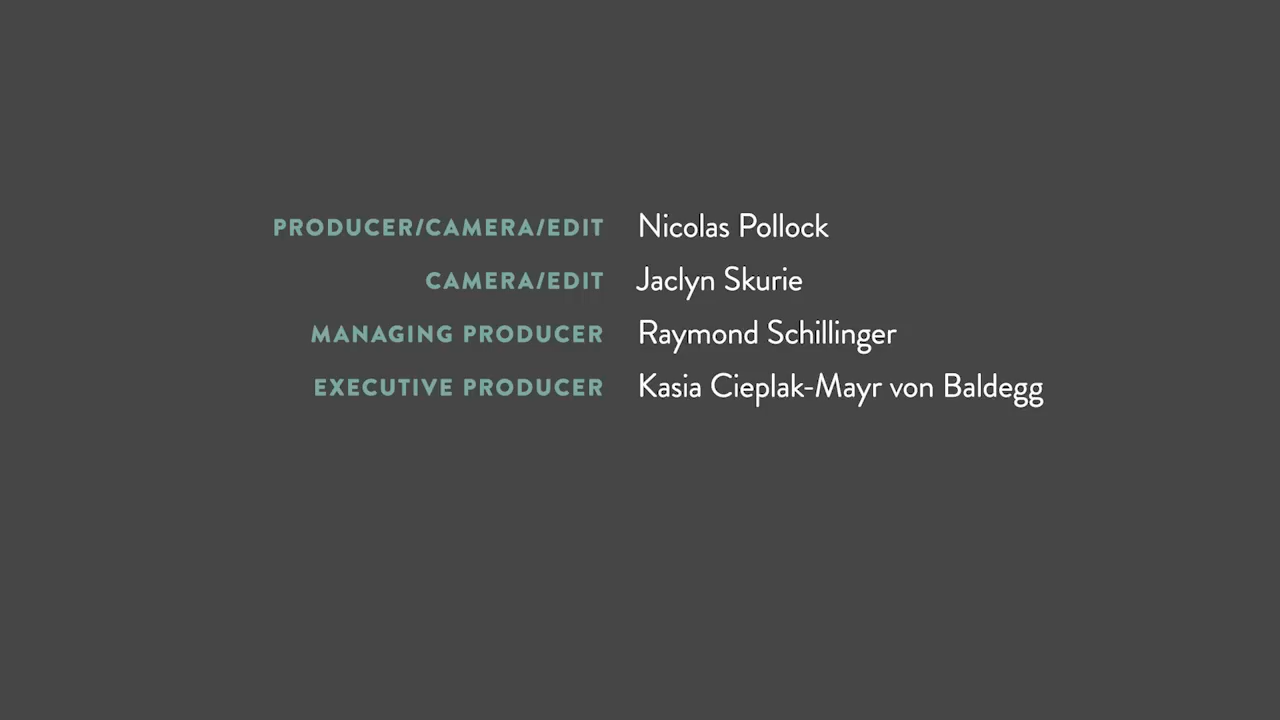 PRODUCER/CAMERA/EDIT Nicolas Pollock
CAMERA/EDIT Jaclyn Skurie
MANAGING PRODUCER Raymond Schillinger
EXECUTIVE PRODUCER Kasia Cieplak-Mayr von Baldegg